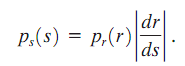 p_s(s) = p_r(r) |dr/ds| .